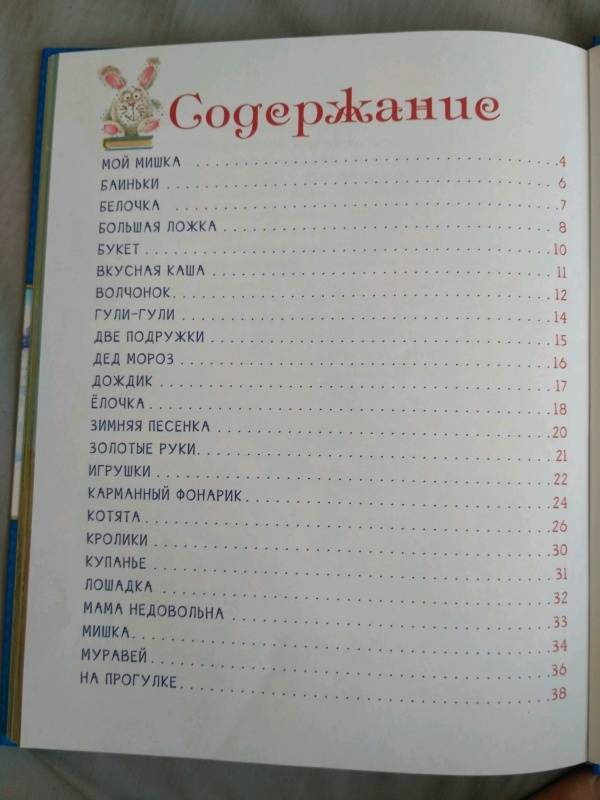 Содержание
МОЙ МИШКА ....................................4
БАИНЬКИ ....................................6
БЕЛОЧКА ....................................7
БОЛЬШАЯ ЛОЖКА ....................................8
БУКЕТ ....................................10
ВКУСНАЯ КАША ....................................11
ВОЛЧОНОК ....................................12
ГУЛИ-ГУЛИ ....................................14
ДВЕ ПОДРУЖКИ ....................................15
ДЕД МОРОЗ ....................................16
ДОЖДИК ....................................17
ЁЛОЧКА ....................................18
ЗИМНЯЯ ПЕСЕНКА ....................................20
ЗОЛОТЫЕ РУКИ ....................................21
ИГРУШКИ ....................................22
КАРМАННЫЙ ФОНАРИК ....................................24
КОТЯТА ....................................26
КРОЛИКИ ....................................30
КУПАНЬЕ ....................................31
ЛОШАДКА ....................................32
МАМА НЕДОВОЛЬНА ....................................33
МИШКА ....................................34
МУРАВЕЙ ....................................36
НА ПРОГУЛКЕ ....................................38